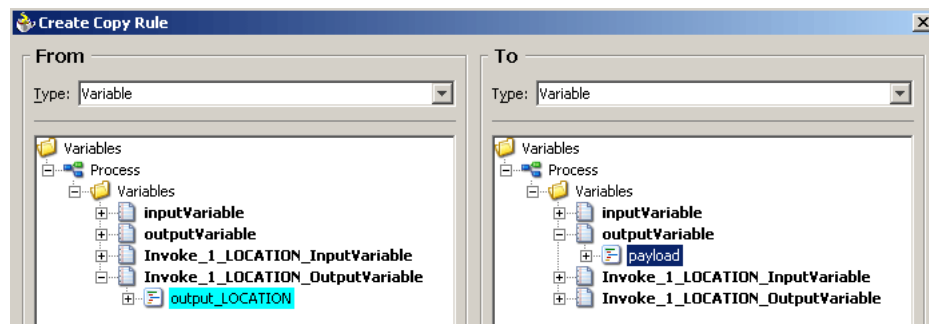 Create Copy Rule
From
Type: Variable
Variables
Process
Variables
inputVariable
outputVariable
Invoke_1_LOCATION_InputVariable
Invoke_1_LOCATION_OutputVariable
output_LOCATION
To
Type: Variable
Variables
Process
Variables
inputVariable
outputVariable
payload
Invoke_1_LOCATION_InputVariable
Invoke_1_LOCATION_OutputVariable